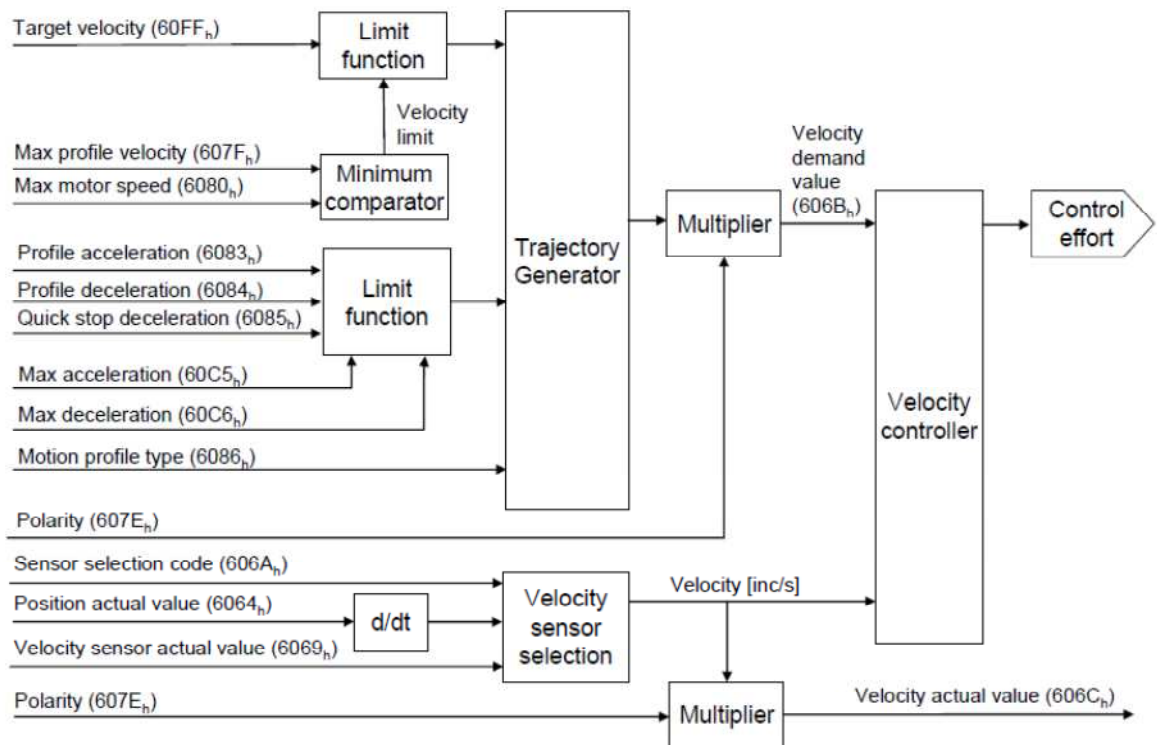 Target velocity (60FFh)
Limit
function
Velocity
limit
Max profile velocity (607Fh)
Max motor speed (6080h)
Minimum
comparator
Profile acceleration (6083h)
Profile deceleration (6084h)
Quick stop deceleration (6085h)
Limit
function
Max acceleration (60C5h)
Max deceleration (60C6h)
Motion profile type (6086h)
Trajectory
Generator
Polarity (607Eh)
Multiplier
Velocity
demand
value
(606Bh)
Velocity
controller
Control
effort
Sensor selection code (606Ah)
Position actual value (6064h)
d/dt
Velocity sensor actual value (6069h)
Velocity
sensor
selection
Velocity [inc/s]
Polarity (607Eh)
Multiplier
Velocity actual value (606Ch)